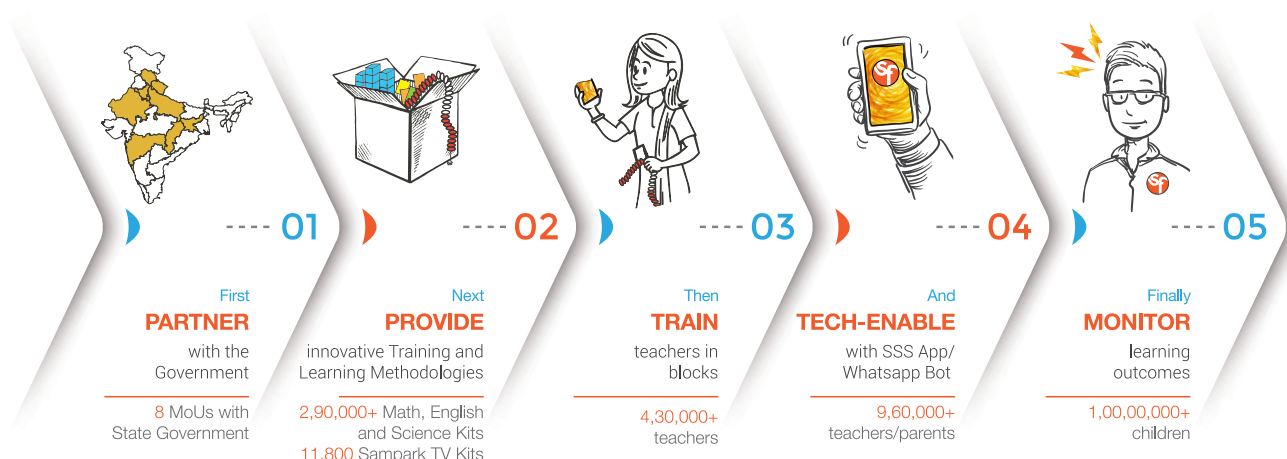 01
First
PARTNER
with the
Government
8 MoUs with
State Government
02
Next
PROVIDE
innovative Training and
Learning Methodologies
2,90,000+ Math, English
and Science Kits
11,800 Sampark TV Kits
03
Then
TRAIN
teachers in
blocks
4,30,000+
teachers
Sf
04
And
TECH-ENABLE
with SSS App/
Whatsapp Bot
9,60,000+
teachers/parents
Sf
05
Finally
MONITOR
learning
outcomes
1,00,00,000+
children